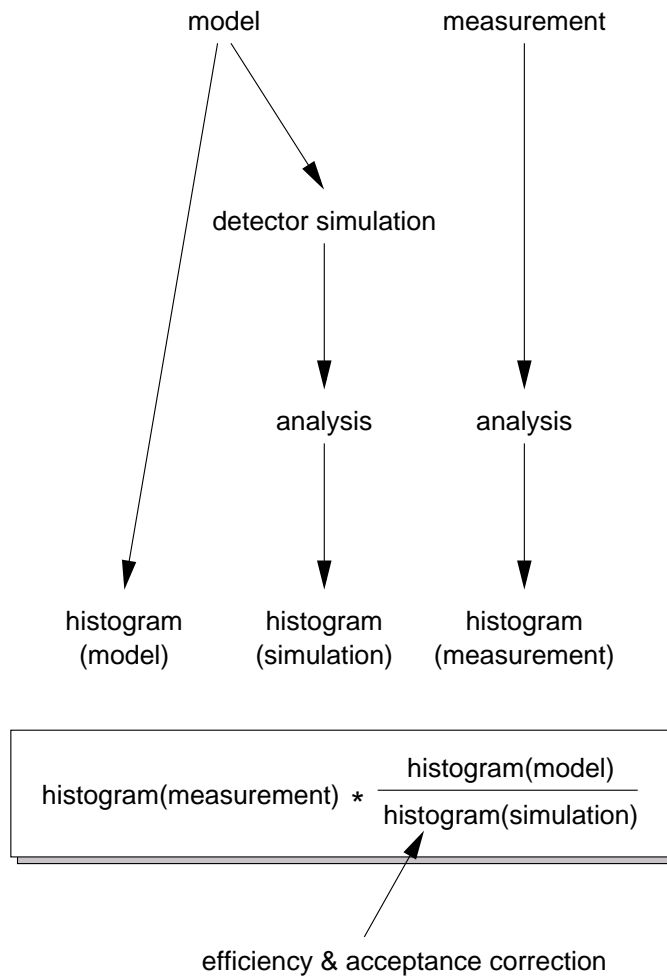 model
measurement
detector simulation
analysis
analysis
histogram
(model)
histogram
(simulation)
histogram
(measurement)
histogram(measurement) * histogram(model)
histogram(simulation)
efficiency & acceptance correction